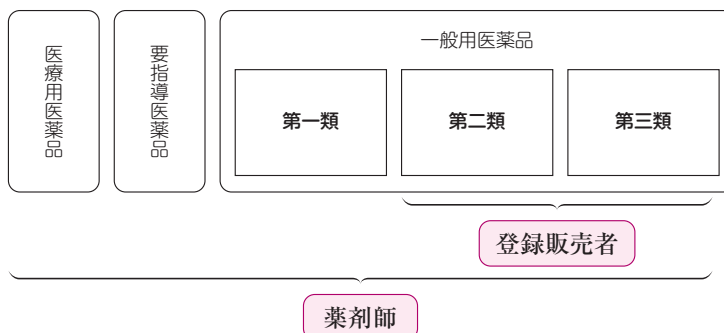 医療用医薬品
要指導医薬品
一般用医薬品
第一類
第二類
第三類
登録販売者
薬剤師